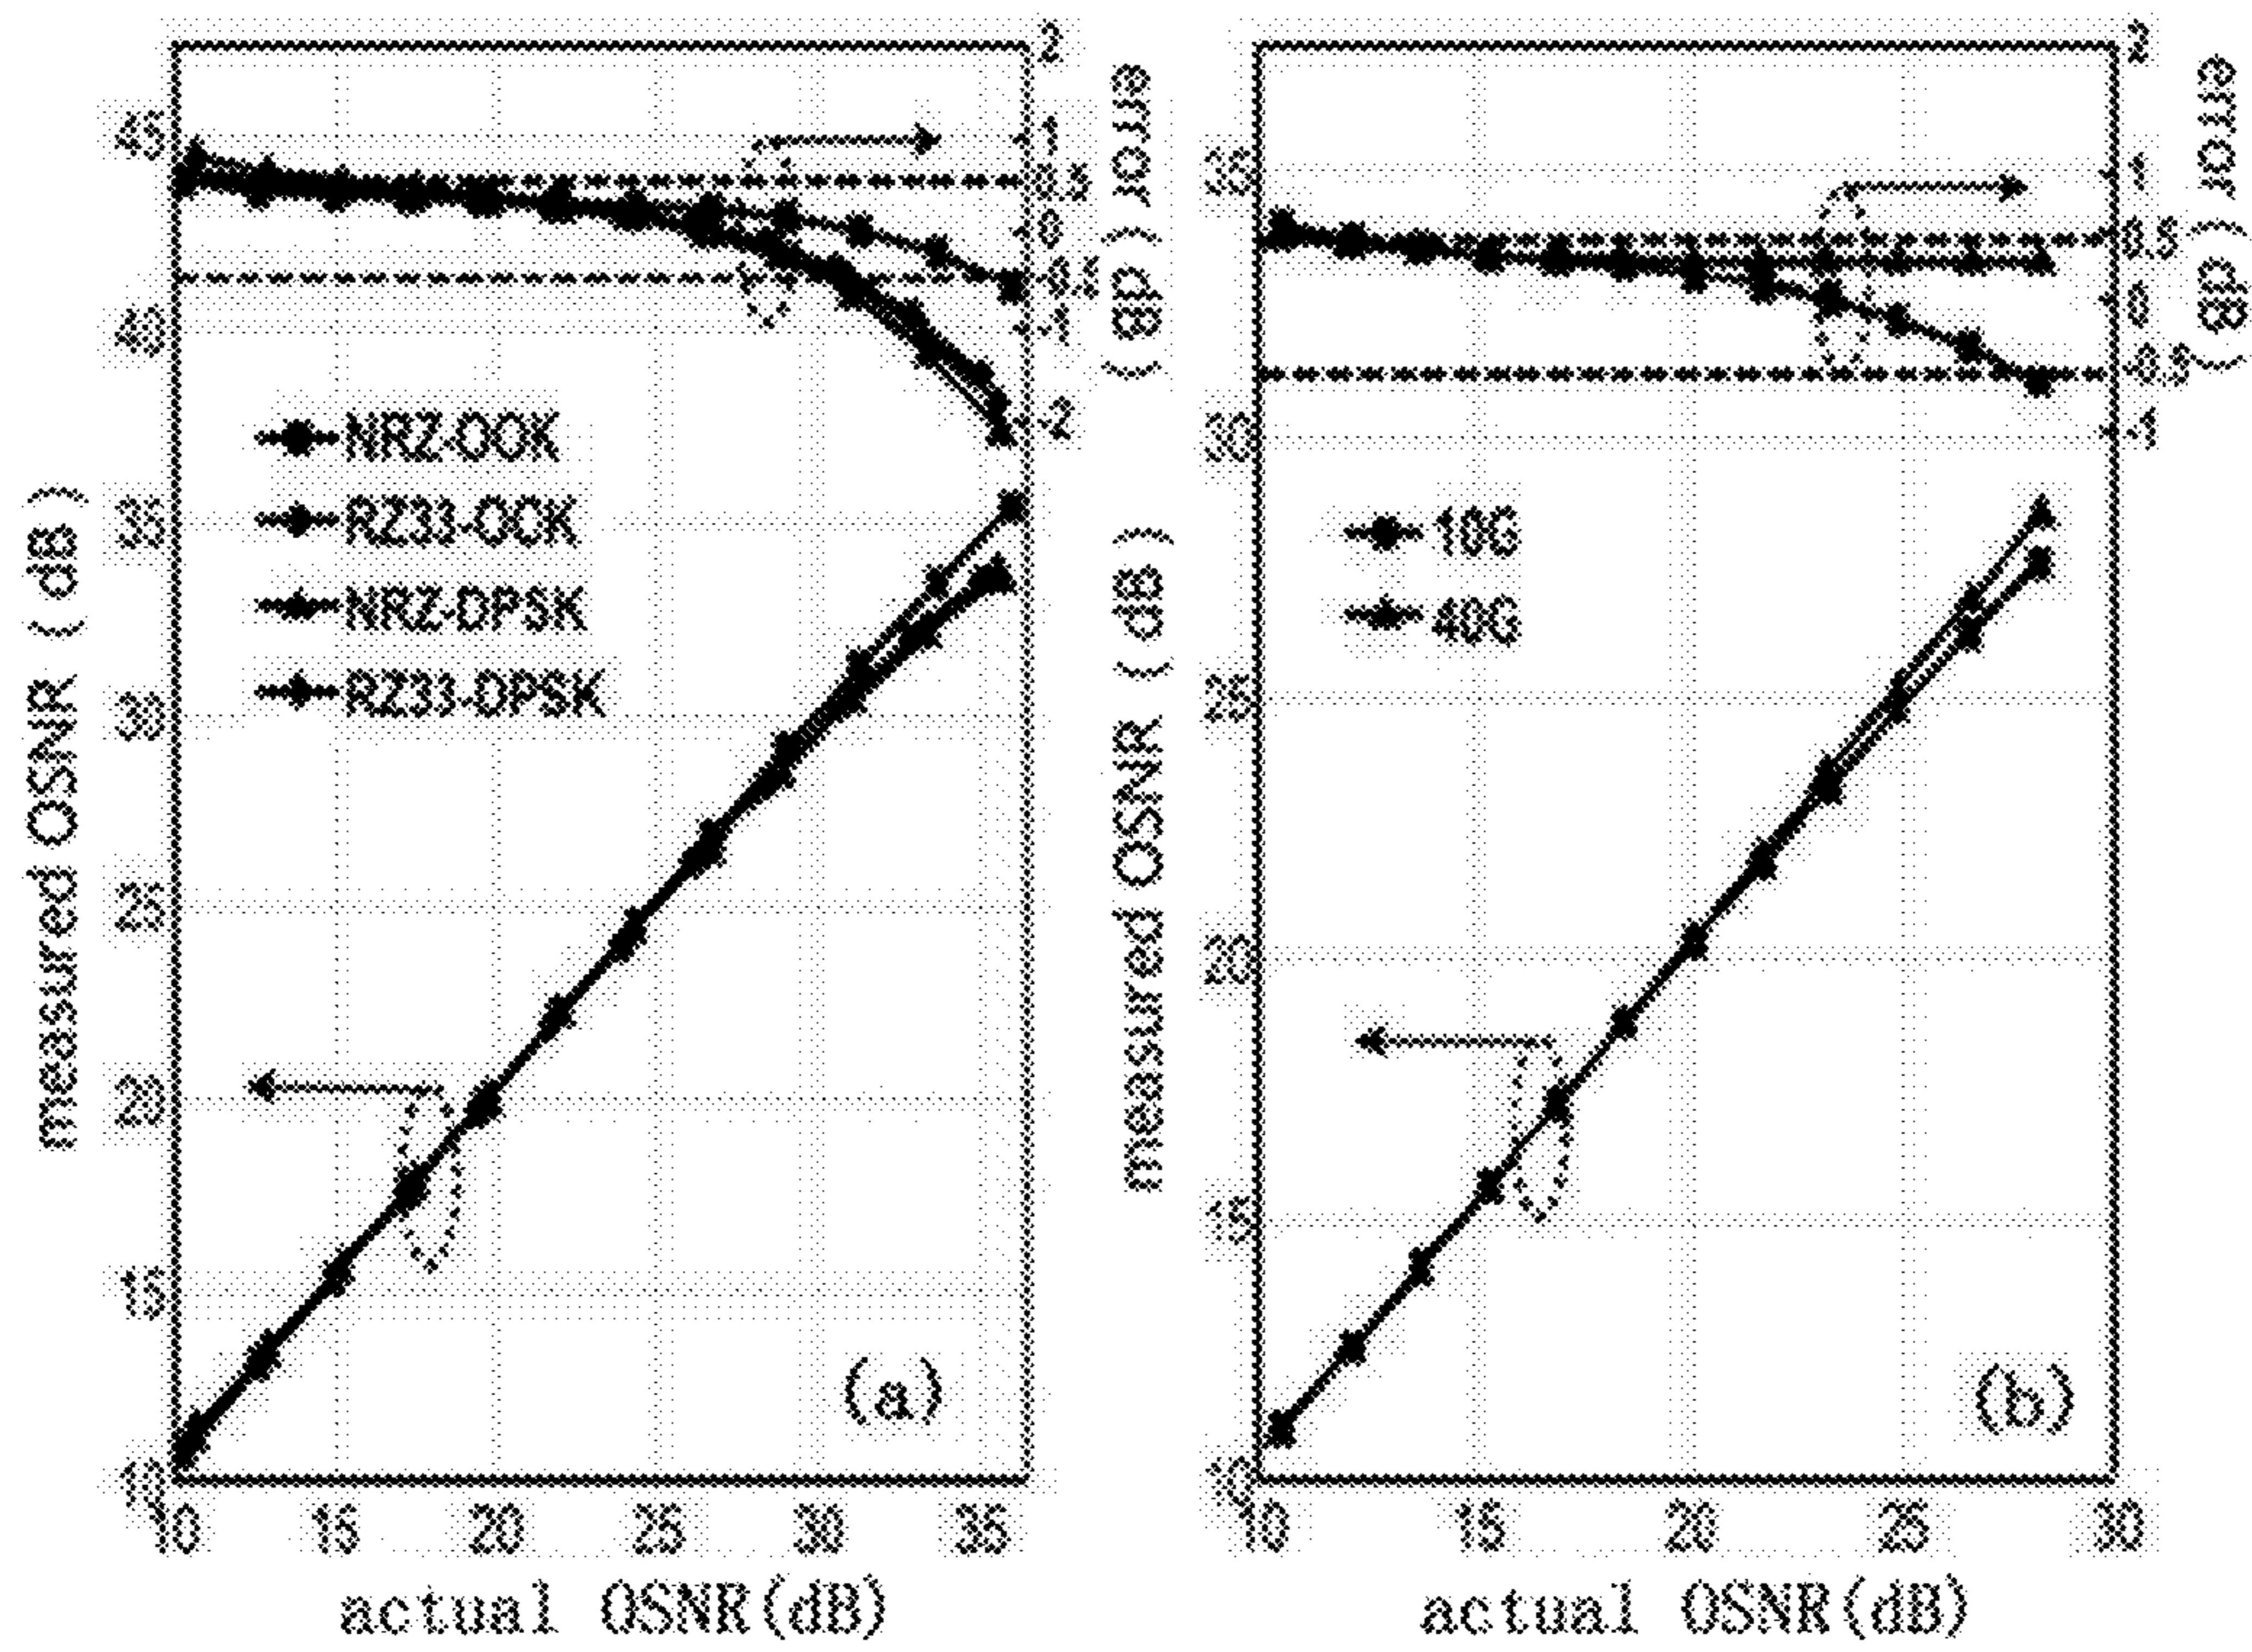 2
45
1
0.5
0
-0.5
40
-1
error (dB)
NRZ-OOK
-2
RZ33-OOK
35
NRZ-DPSK
RZ33-DPSK
30
25
20
15
10
measured OSNR (dB)
(a)
10 15 20 25 30 35
actual OSNR(dB)
2
35
1
0.5
0
-0.5
30
-1
error (dB)
10G
40G
25
20
15
10
measured OSNR (dB)
(b)
10 15 20 25 30
actual OSNR(dB)